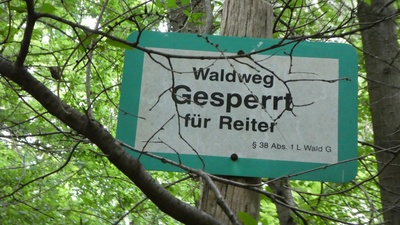 Waldweg
Gesperrt
für Reiter
§ 38 Abs. 1 L Wald G